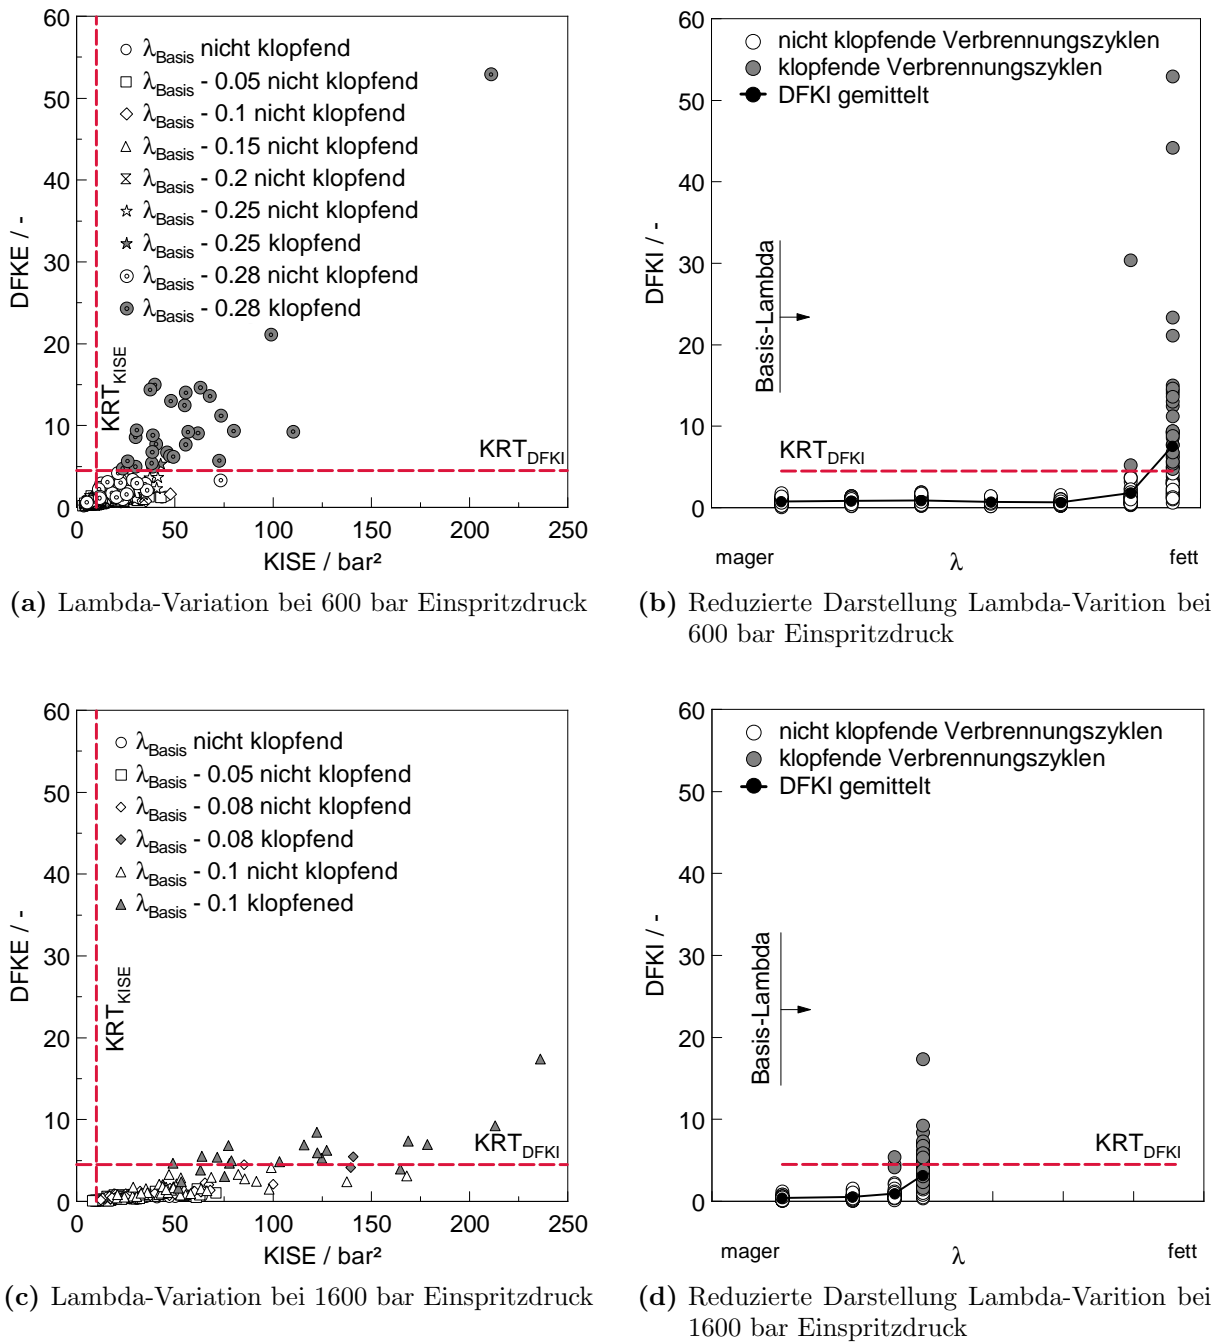 60
50
40
30
20
10
0
DFKE / -
λBasis nicht klopfend
λBasis - 0.05 nicht klopfend
λBasis - 0.1 nicht klopfend
λBasis - 0.15 nicht klopfend
λBasis - 0.2 nicht klopfend
λBasis - 0.25 nicht klopfend
λBasis - 0.25 klopfend
λBasis - 0.28 nicht klopfend
λBasis - 0.28 klopfend
KRTKISE
KRTDFKI
0 50 100 150 200 250
KISE / bar²
(a) Lambda-Variation bei 600 bar Einspritzdruck
60
50
40
30
20
10
0
DFKI / -
nicht klopfende Verbrennungszyklen
klopfende Verbrennungszyklen
DFKI gemittelt
Basis-Lambda
KRTDFKI
mager λ fett
(b) Reduzierte Darstellung Lambda-Varition bei
600 bar Einspritzdruck
60
50
40
30
20
10
0
DFKE / -
λBasis nicht klopfend
λBasis - 0.05 nicht klopfend
λBasis - 0.08 nicht klopfend
λBasis - 0.08 klopfend
λBasis - 0.1 nicht klopfend
λBasis - 0.1 klopfened
KRTKISE
KRTDFKI
0 50 100 150 200 250
KISE / bar²
(c) Lambda-Variation bei 1600 bar Einspritzdruck
60
50
40
30
20
10
0
DFKI / -
nicht klopfende Verbrennungszyklen
klopfende Verbrennungszyklen
DFKI gemittelt
Basis-Lambda
KRTDFKI
mager λ fett
(d) Reduzierte Darstellung Lambda-Varition bei
1600 bar Einspritzdruck